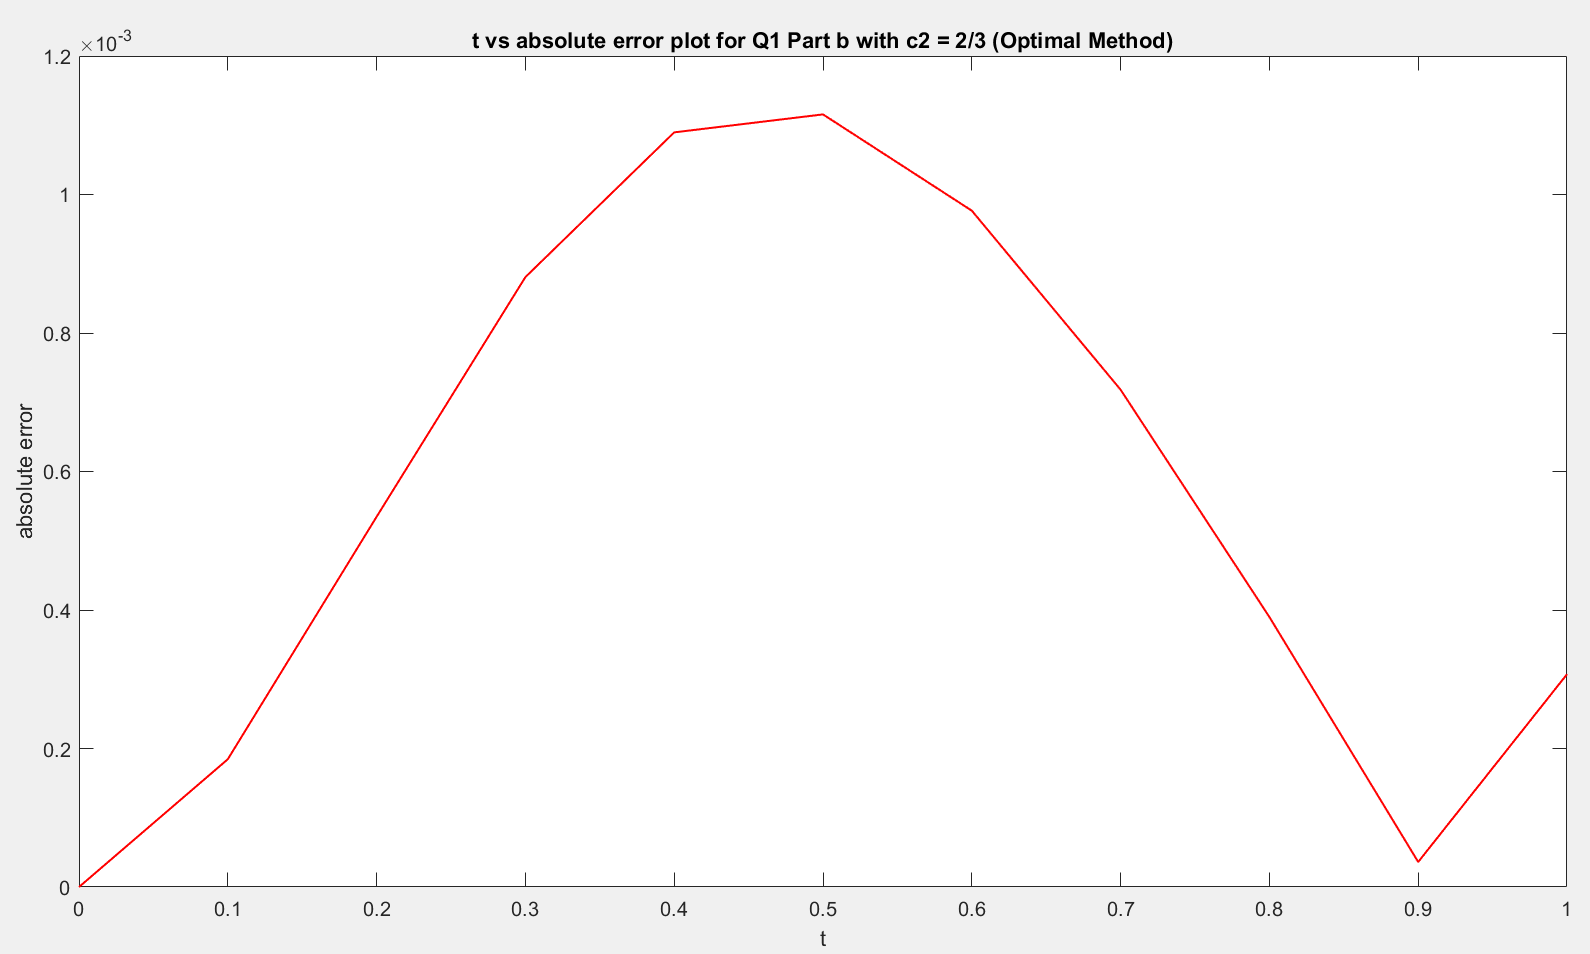 t vs absolute error plot for Q1 Part b with c2 = 2/3 (Optimal Method)
×10-3
1.2
1
0.8
0.6
0.4
0.2
0
absolute error
0 0.1 0.2 0.3 0.4 0.5 0.6 0.7 0.8 0.9 1
t